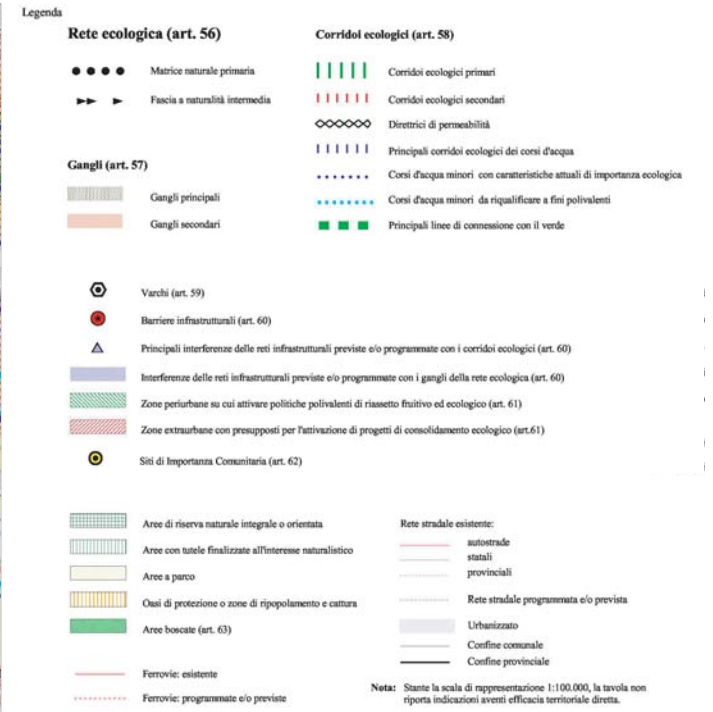 Legenda
Rete ecologica (art. 56)
Matrice naturale primaria
Fascia a naturalità intermedia
Gangli (art. 57)
Gangli principali
Gangli secondari
Corridoi ecologici (art. 58)
Corridoi ecologici primari
Corridoi ecologici secondari
Direttrici di permeabilità
Principali corridoi ecologici dei corsi d'acqua
Corsi d'acqua minori con caratteristiche attuali di importanza ecologica
Corsi d'acqua minori da riqualificare a fini polivalenti
Principali linee di connessione con il verde
Varchi (art. 59)
Barriere infrastrutturali (art. 60)
Principali interferenze delle reti infrastrutturali previste e/o programmate con i corridoi ecologici (art. 60)
Interferenze delle reti infrastrutturali previste e/o programmate con i gangli della rete ecologica (art. 60)
Zone periurbane su cui attivare politiche polivalenti di riassetto fruitivo ed ecologico (art. 61)
Zone extraurbane con presupposti per l'attivazione di progetti di consolidamento ecologico (art.61)
Siti di Importanza Comunitaria (art. 62)
Aree di riserva naturale integrale o orientata
Aree con tutele finalizzate all'interesse naturalistico
Aree a parco
Oasi di protezione o zone di ripopolamento e cattura
Aree boscate (art. 63)
Ferrovie: esistente
Ferrovie: programmate e/o previste
Rete stradale esistente:
autostrade
statali
provinciali
Rete stradale programmata e/o prevista
Urbanizzato
Confine comunale
Confine provinciale
Nota: Stante la scala di rappresentazione 1:100.000, la tavola non
riporta indicazioni aventi efficacia territoriale diretta.